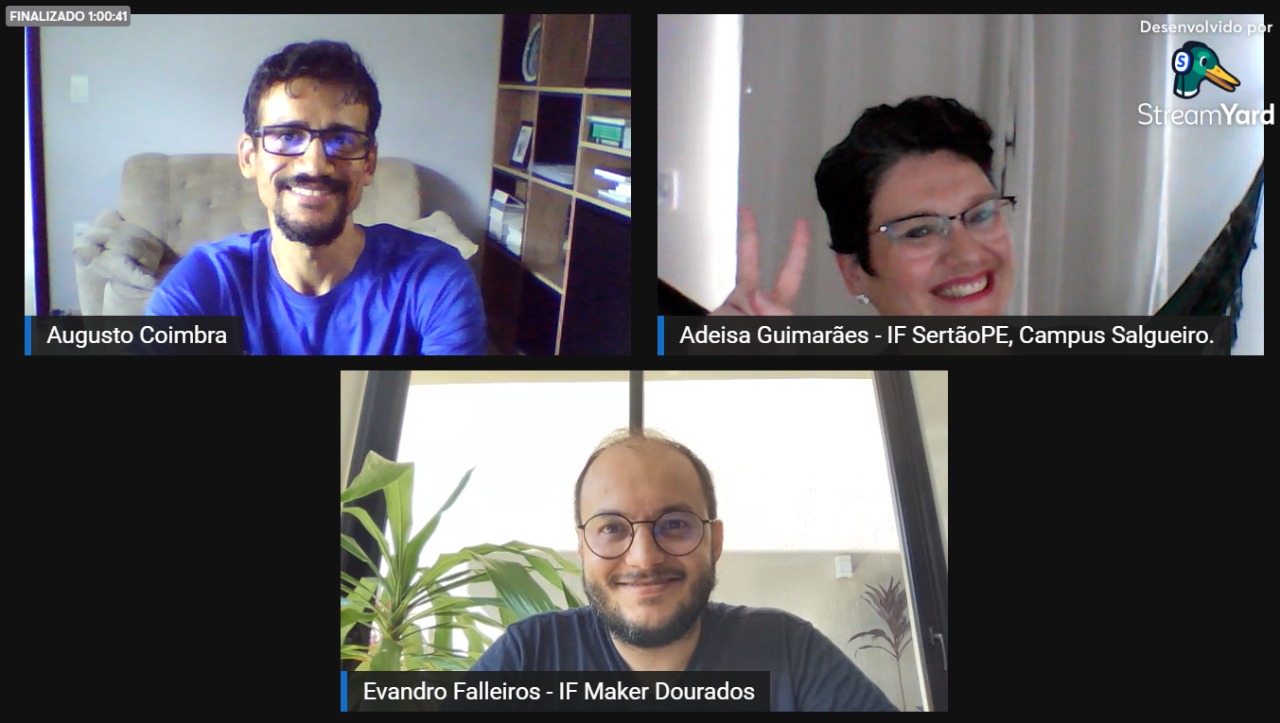 FINALIZADO 1:00:41
Desenvolvido por
S
StreamYard
Augusto Coimbra
Adeisa Guimarães - IF SertãoPE, Campus Salgueiro.
Evandro Falleiros - IF Maker Dourados